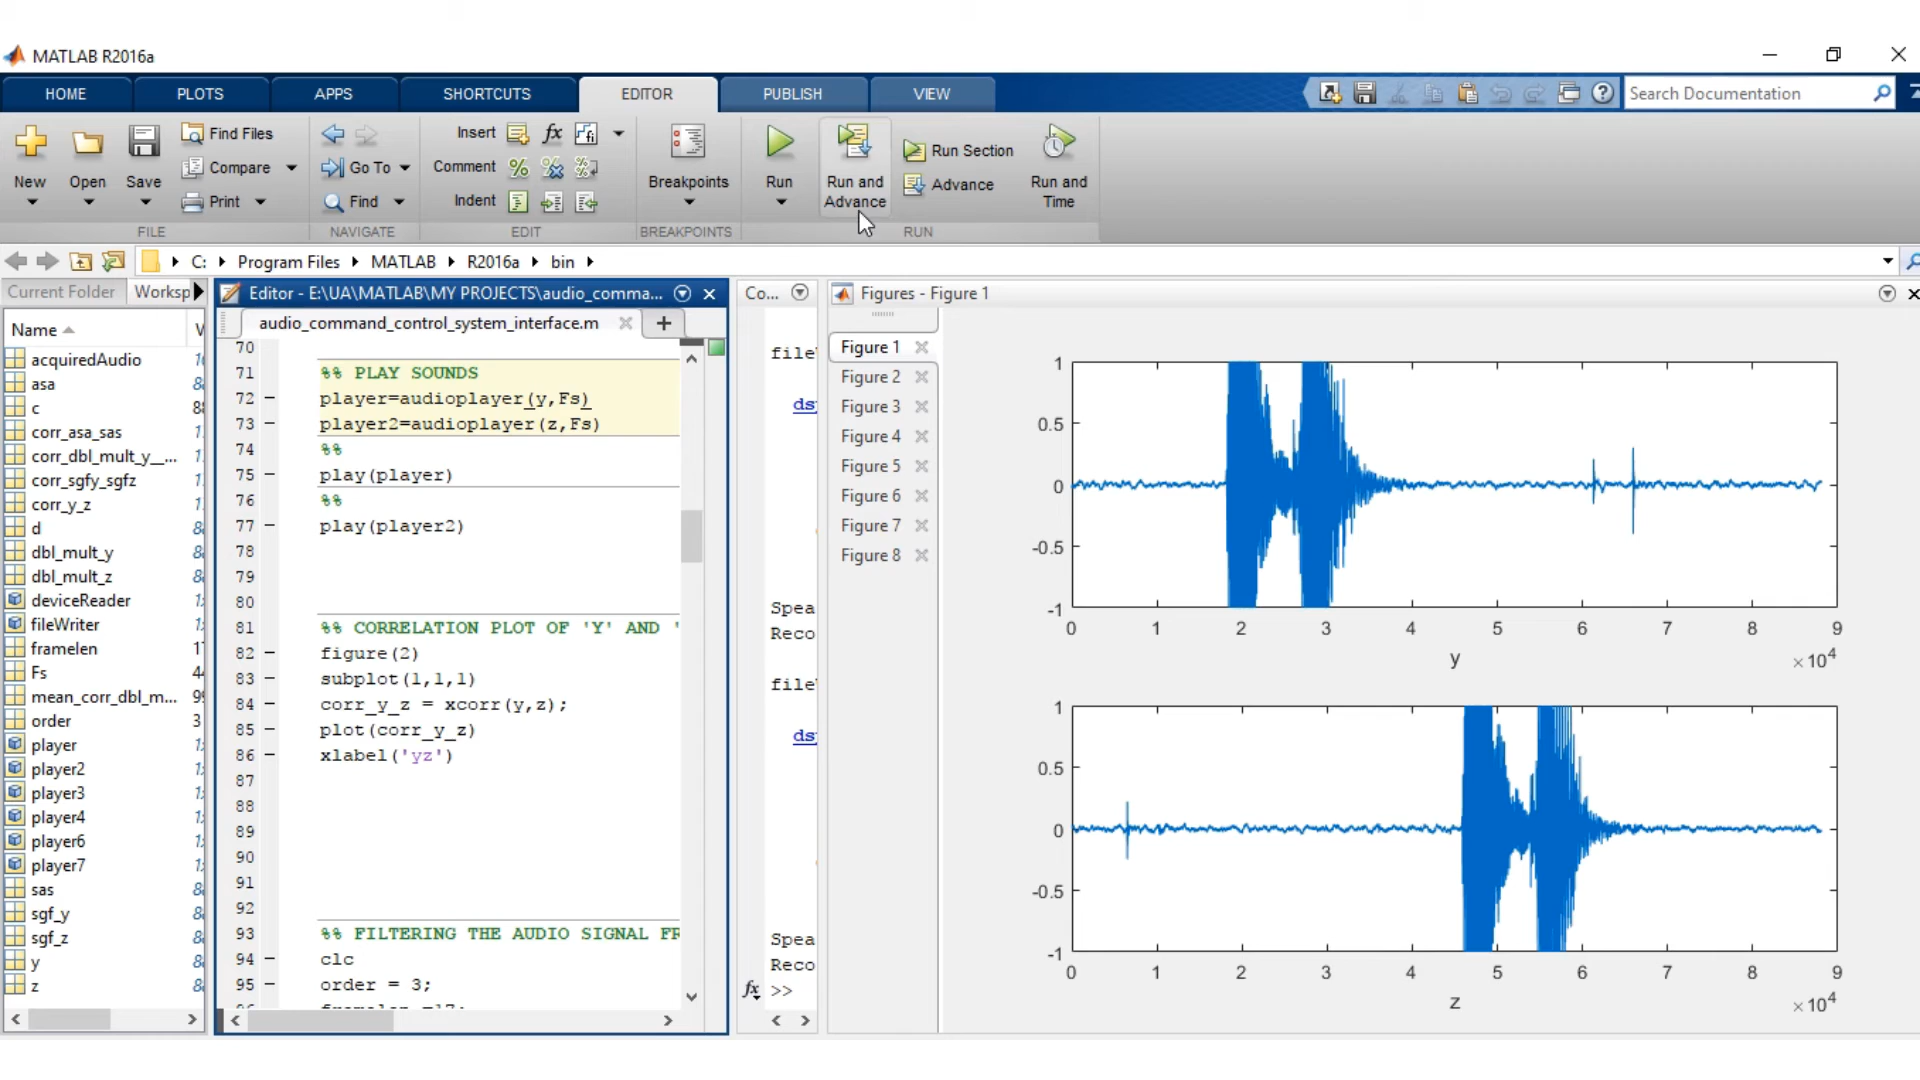 MATLAB R2016a
HOME PLOTS APPS SHORTCUTS EDITOR PUBLISH VIEW Search Documentation
New Open Save Find Files Compare Print
Go To Find
Insert fx
Comment
Indent
Breakpoints Run Run and Advance Run Section Advance Run and Time
FILE NAVIGATE EDIT BREAKPOINTS RUN
C: Program Files MATLAB R2016a bin
Current Folder Worksp
Name
acquiredAudio
asa
c
corr_asa_sas
corr_dbl_mult_y__...
corr_sgfy_sgfz
corr_y_z
d
dbl_mult_y
dbl_mult_z
deviceReader
fileWriter
framelen
Fs
mean_corr_dbl_m...
order 3
player
player2
player3
player4
player6
player7
sas
sgf_y
sgf_z
y
z
Editor - E:\UA\MATLAB\MY PROJECTS\audio_comma...
audio_command_control_system_interface.m
70
71 %% PLAY SOUNDS
72 player=audioplayer(y,Fs)
73 player2=audioplayer(z,Fs)
74 %%
75 play(player)
76 %%
77 play(player2)
78
79
80
81 %% CORRELATION PLOT OF 'Y' AND '
82 figure(2)
83 subplot(1,1,1)
84 corr_y_z = xcorr(y,z);
85 plot(corr_y_z)
86 xlabel('yz')
87
88
89
90
91
92
93 %% FILTERING THE AUDIO SIGNAL FR
94 clc
95 order = 3;
Co...
file
ds
Spea
Reco
file
ds
Spea
Reco
fx >>
Figures - Figure 1
Figure 1
Figure 2
Figure 3
Figure 4
Figure 5
Figure 6
Figure 7
Figure 8
1
0.5
0
-0.5
-1
0 1 2 3 4 5 6 7 8 9
y
×10⁴
1
0.5
0
-0.5
-1
0 1 2 3 4 5 6 7 8 9
z
×10⁴